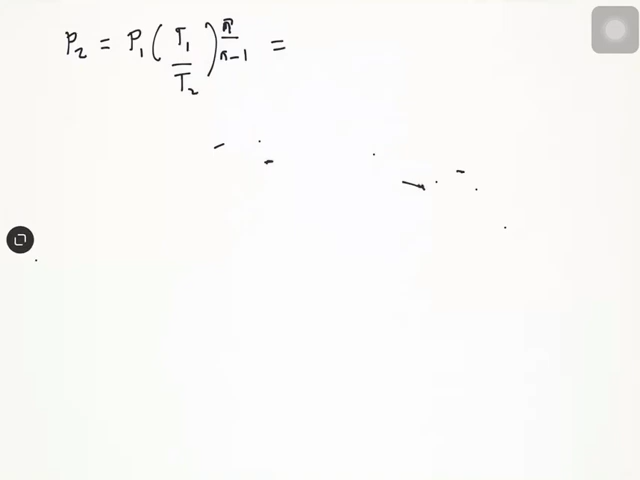 P₂ = P₁ (T₁/T₂)^(n/n-1) =